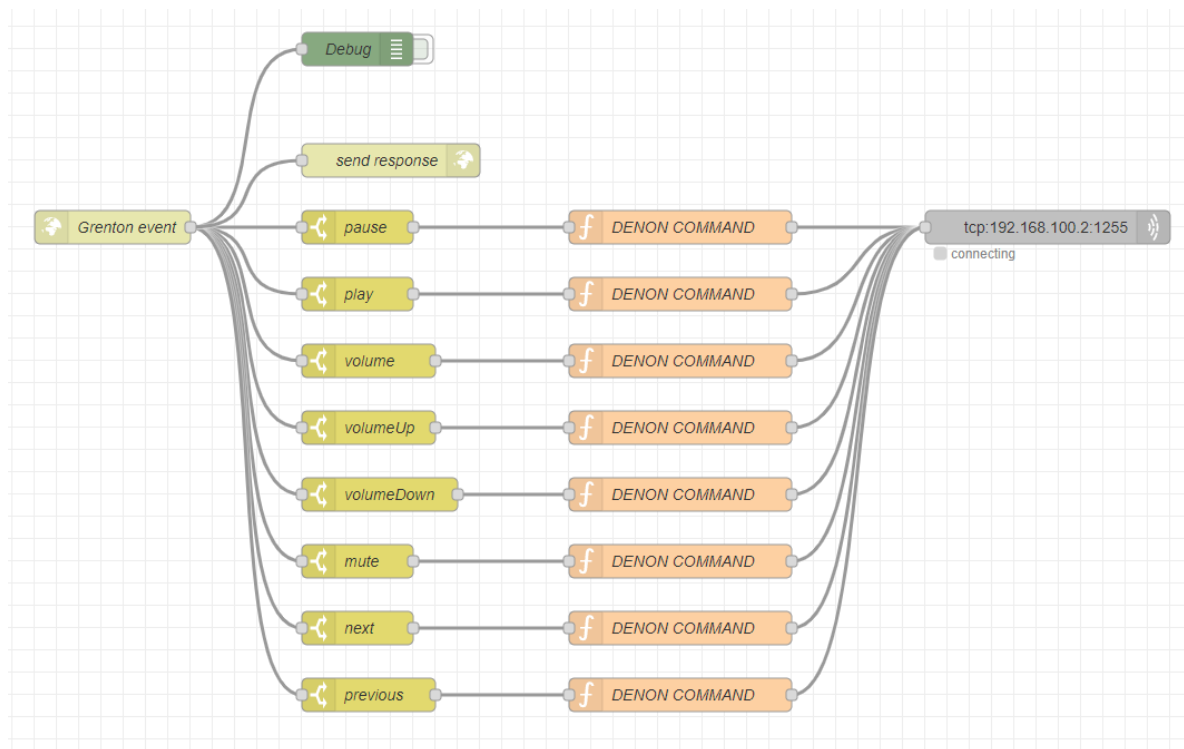 Debug
send response
Grenton event
pause
DENON COMMAND
tcp:192.168.100.2:1255
connecting
play
DENON COMMAND
volume
DENON COMMAND
volumeUp
DENON COMMAND
volumeDown
DENON COMMAND
mute
DENON COMMAND
next
DENON COMMAND
previous
DENON COMMAND